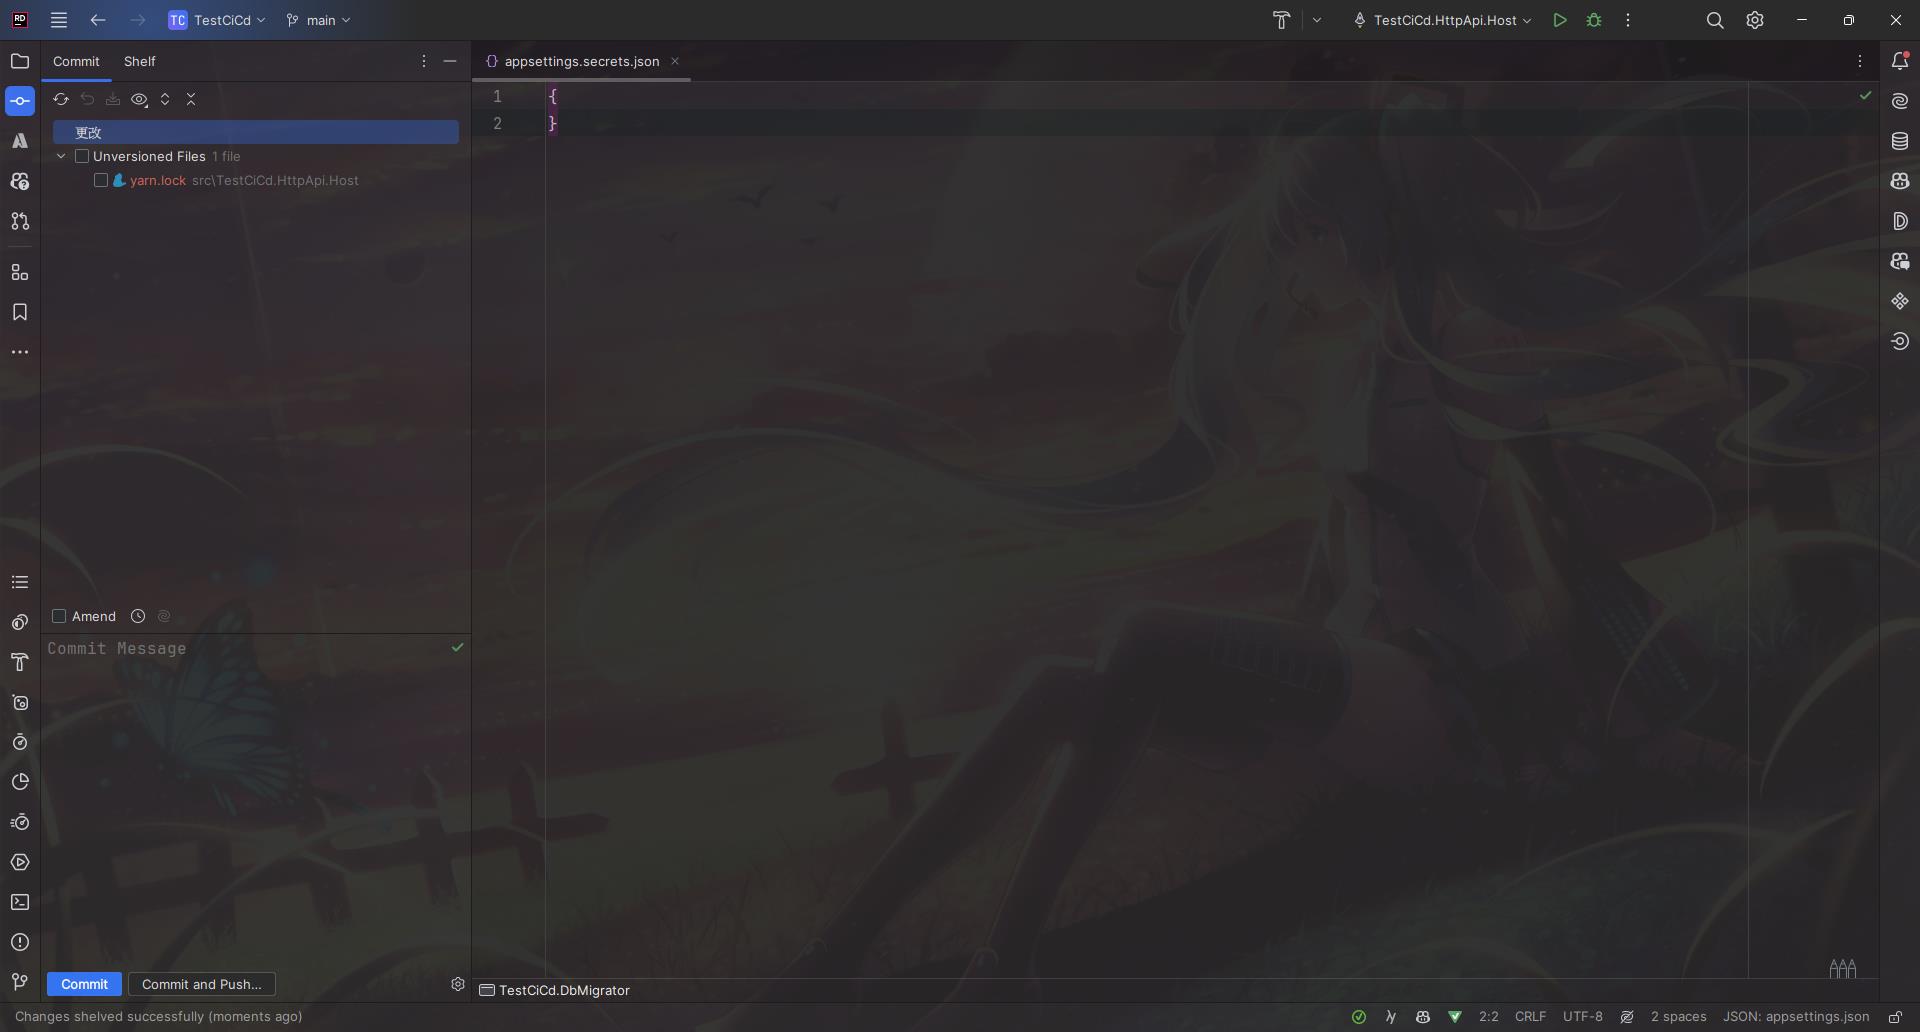 RD
TC TestCiCd
main
TestCiCd.HttpApi.Host
Commit
Shelf
更改
Unversioned Files 1 file
yarn.lock src\TestCiCd.HttpApi.Host
Amend
Commit Message
Commit
Commit and Push...
appsettings.secrets.json
1 {
2 }
TestCiCd.DbMigrator
Changes shelved successfully (moments ago)
2:2
CRLF
UTF-8
2 spaces
JSON: appsettings.json